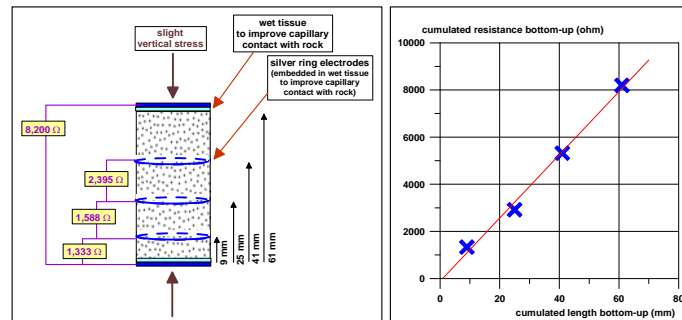 slight
vertical stress
wet tissue
to improve capillary
contact with rock
silver ring electrodes
(embedded in wet tissue
to improve capillary
contact with rock)
8,200 Ω
2,395 Ω
1,588 Ω
1,333 Ω
9 mm
25 mm
41 mm
61 mm
cumulated resistance bottom-up (ohm)
10000
8000
6000
4000
2000
0
0 20 40 60 80
cumulated length bottom-up (mm)